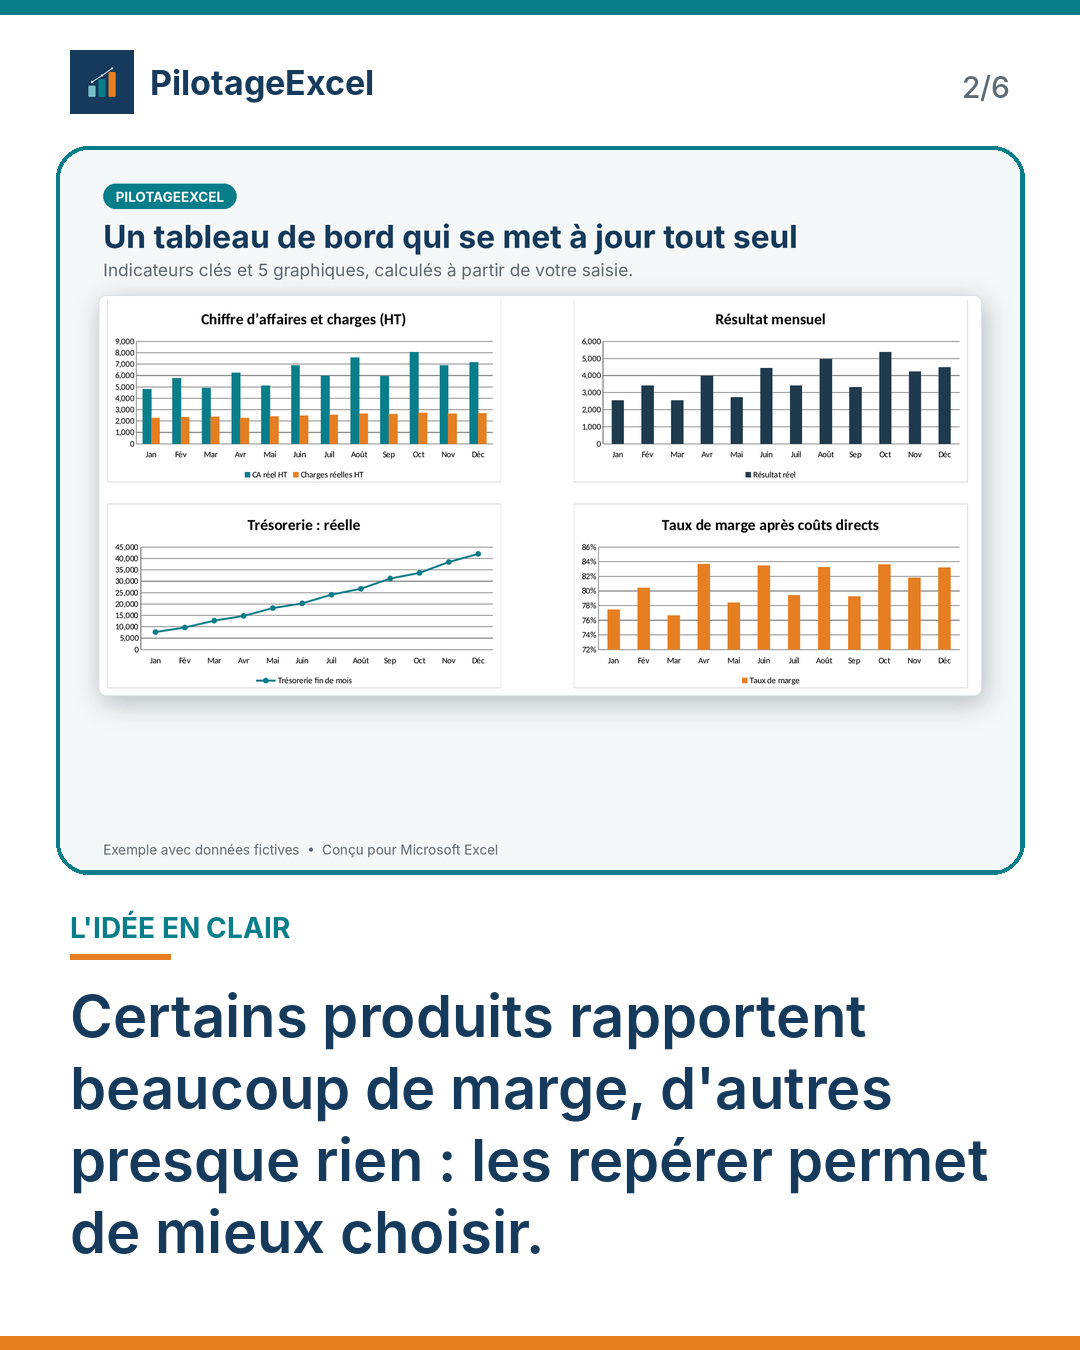 PilotageExcel
2/6
PILOTAGEEXCEL
Un tableau de bord qui se met à jour tout seul
Indicateurs clés et 5 graphiques, calculés à partir de votre saisie.
Chiffre d’affaires et charges (HT)
9,000
8,000
7,000
6,000
5,000
4,000
3,000
2,000
1,000
0
Jan Fév Mar Avr Mai Juin Juil Août Sep Oct Nov Déc
CA réel HT Charges réelles HT
Résultat mensuel
6,000
5,000
4,000
3,000
2,000
1,000
0
Jan Fév Mar Avr Mai Juin Juil Août Sep Oct Nov Déc
Résultat réel
Trésorerie : réelle
45,000
40,000
35,000
30,000
25,000
20,000
15,000
10,000
5,000
0
Jan Fév Mar Avr Mai Juin Juil Août Sep Oct Nov Déc
Trésorerie fin de mois
Taux de marge après coûts directs
86%
84%
82%
80%
78%
76%
74%
72%
Jan Fév Mar Avr Mai Juin Juil Août Sep Oct Nov Déc
Taux de marge
Exemple avec données fictives • Conçu pour Microsoft Excel
L'IDÉE EN CLAIR
Certains produits rapportent
beaucoup de marge, d'autres
presque rien : les repérer permet
de mieux choisir.